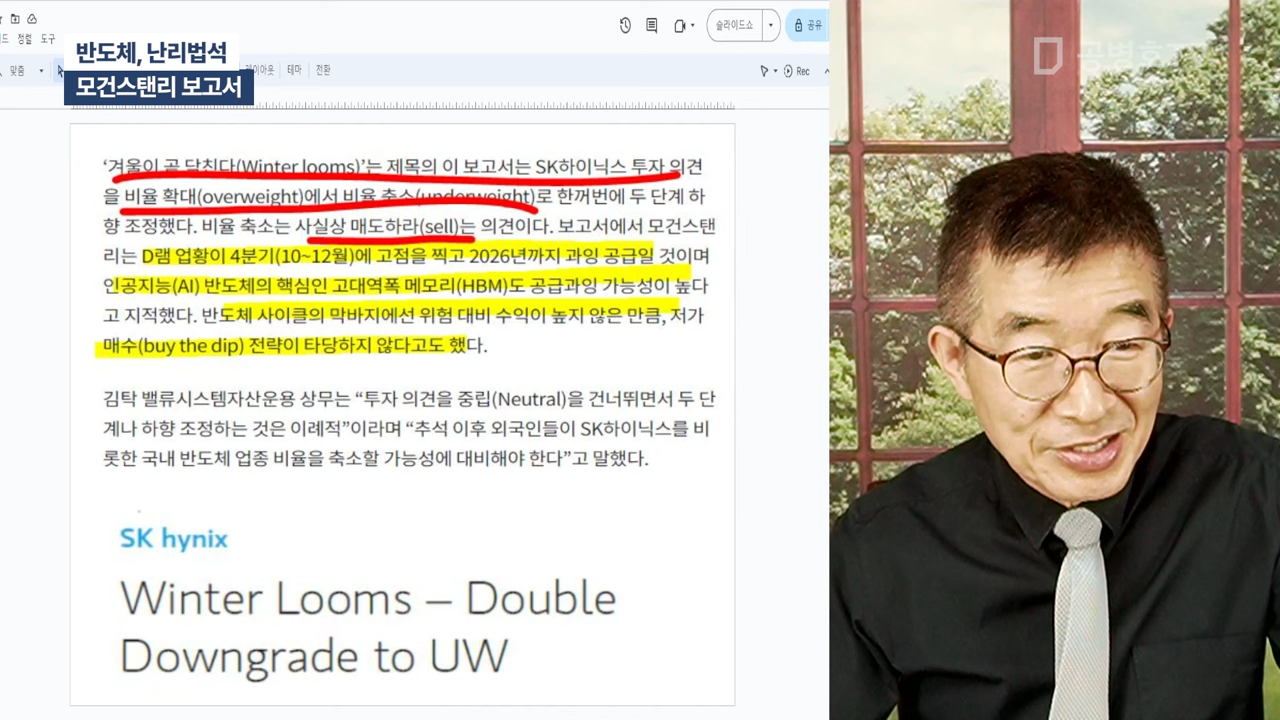 정렬 도구
슬라이드쇼
공유
반도체, 난리법석
모건스탠리 보고서
맞춤
테마
전환
Rec
공병호
'겨울이 곧 닥친다(Winter looms)'는 제목의 이 보고서는 SK하이닉스 투자 의견
을 비율 확대(overweight)에서 비율 축소(underweight)로 한꺼번에 두 단계 하
향 조정했다. 비율 축소는 사실상 매도하라(sell)는 의견이다. 보고서에서 모건스탠
리는 D램 업황이 4분기(10~12월)에 고점을 찍고 2026년까지 과잉 공급일 것이며
인공지능(AI) 반도체의 핵심인 고대역폭 메모리(HBM)도 공급과잉 가능성이 높다
고 지적했다. 반도체 사이클의 막바지에선 위험 대비 수익이 높지 않은 만큼, 저가
매수(buy the dip) 전략이 타당하지 않다고도 했다.
김탁 밸류시스템자산운용 상무는 “투자 의견을 중립(Neutral)을 건너뛰면서 두 단
계나 하향 조정하는 것은 이례적”이라며 “추석 이후 외국인들이 SK하이닉스를 비
롯한 국내 반도체 업종 비율을 축소할 가능성에 대비해야 한다”고 말했다.
SK hynix
Winter Looms – Double
Downgrade to UW